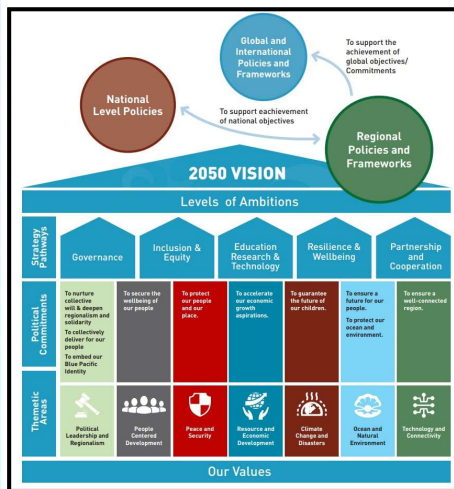 Global and
International
Policies and
Frameworks
To support the
achievement of
global objectives/
Commitments
National
Level Policies
To support eachievement
of national objectives
Regional
Policies and
Frameworks
2050 VISION
Levels of Ambitions
Strategy
Pathways
Governance
Inclusion &
Equity
Education
Research &
Technology
Resilience &
Wellbeing
Partnership
and
Cooperation
Political
Commitments
To nurture
collective
will & deepen
regionalism and
solidarity
To collectively
deliver for our
people
To embed our
Blue Pacific
Identity
To secure the
wellbeing of
our people
To protect
our people and
our place.
To accelerate
our economic
growth
aspirations.
To guarantee
the future of
our children.
To ensure a
future for our
people.
To protect our
ocean and
environment.
To ensure a
well-connected
region.
Themetic
Areas
Political
Leadership and
Regionalism
People
Centered
Development
Peace and
Security
Resource and
Economic
Development
Climate
Change and
Disasters
Ocean and
Natural
Environment
Technology and
Connectivity
Our Values